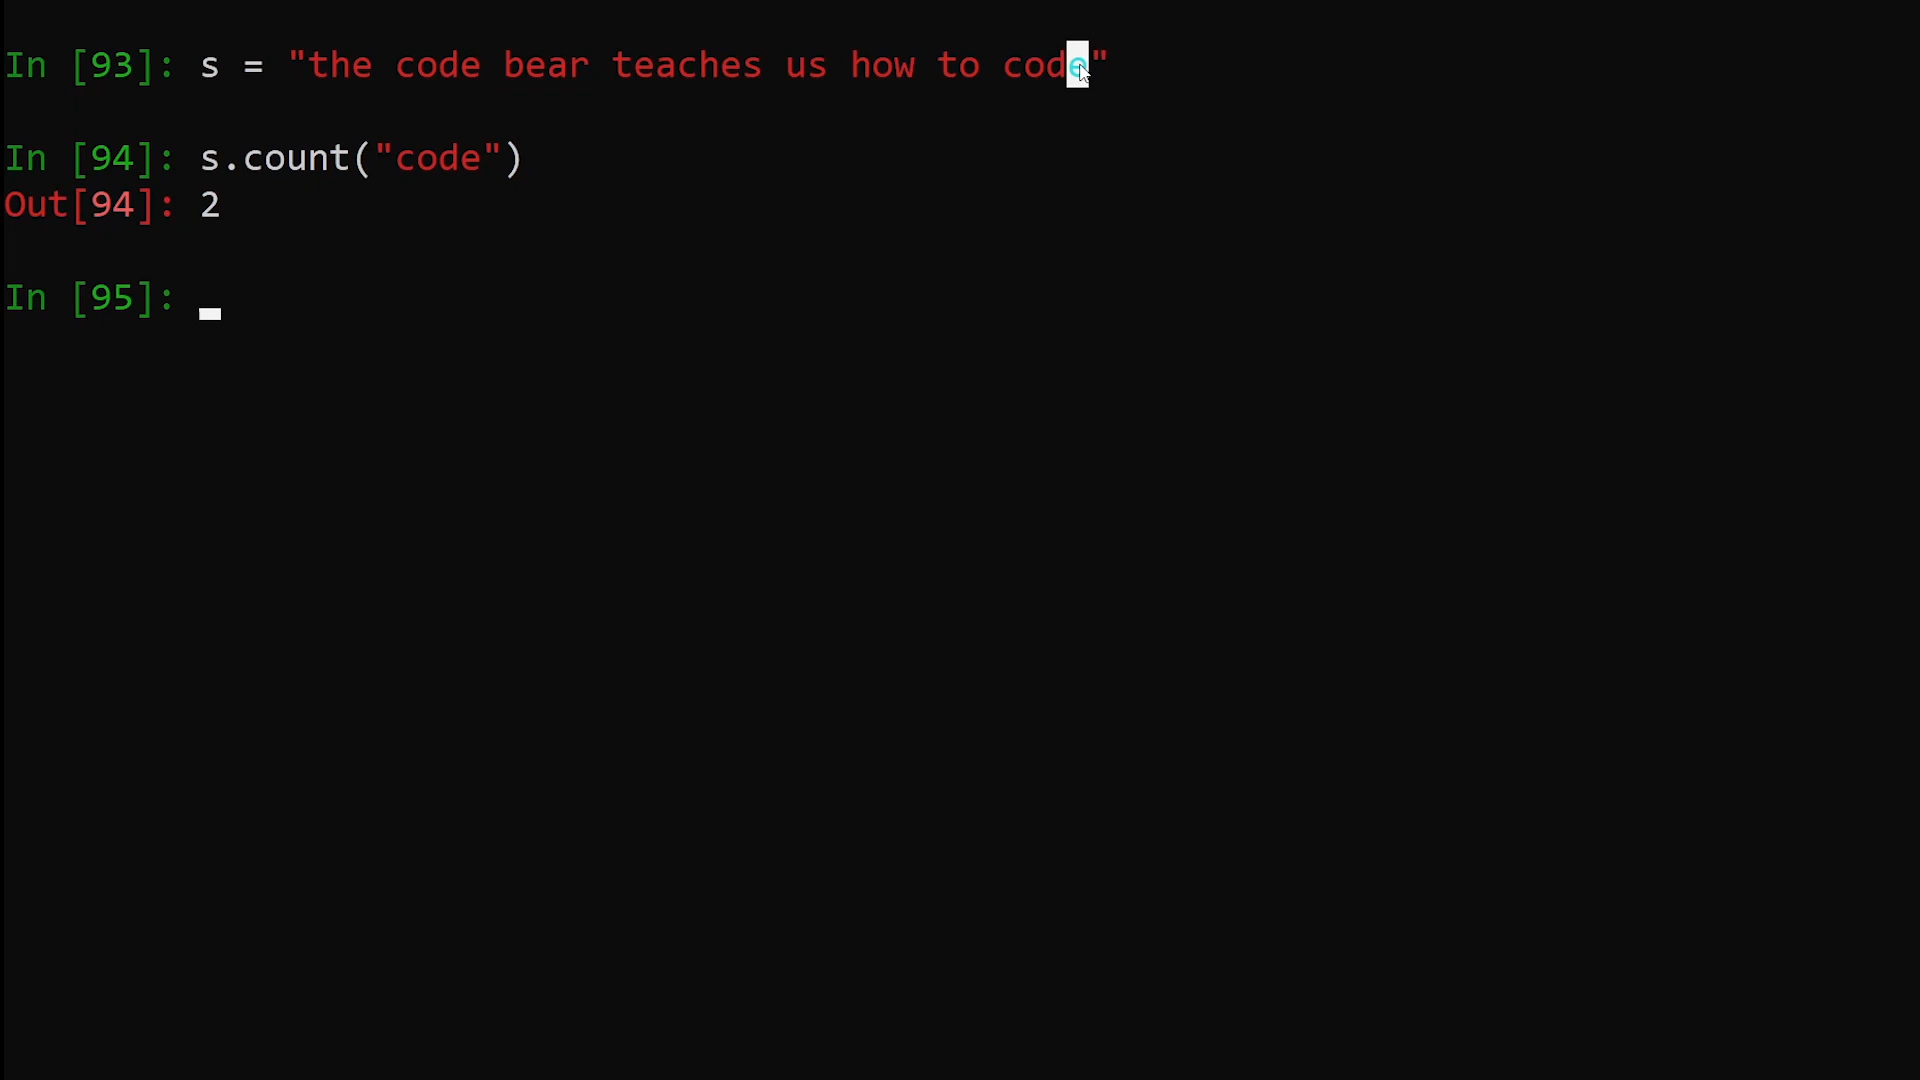 In [93]: s = "the code bear teaches us how to code"
In [94]: s.count("code")
Out[94]: 2
In [95]: